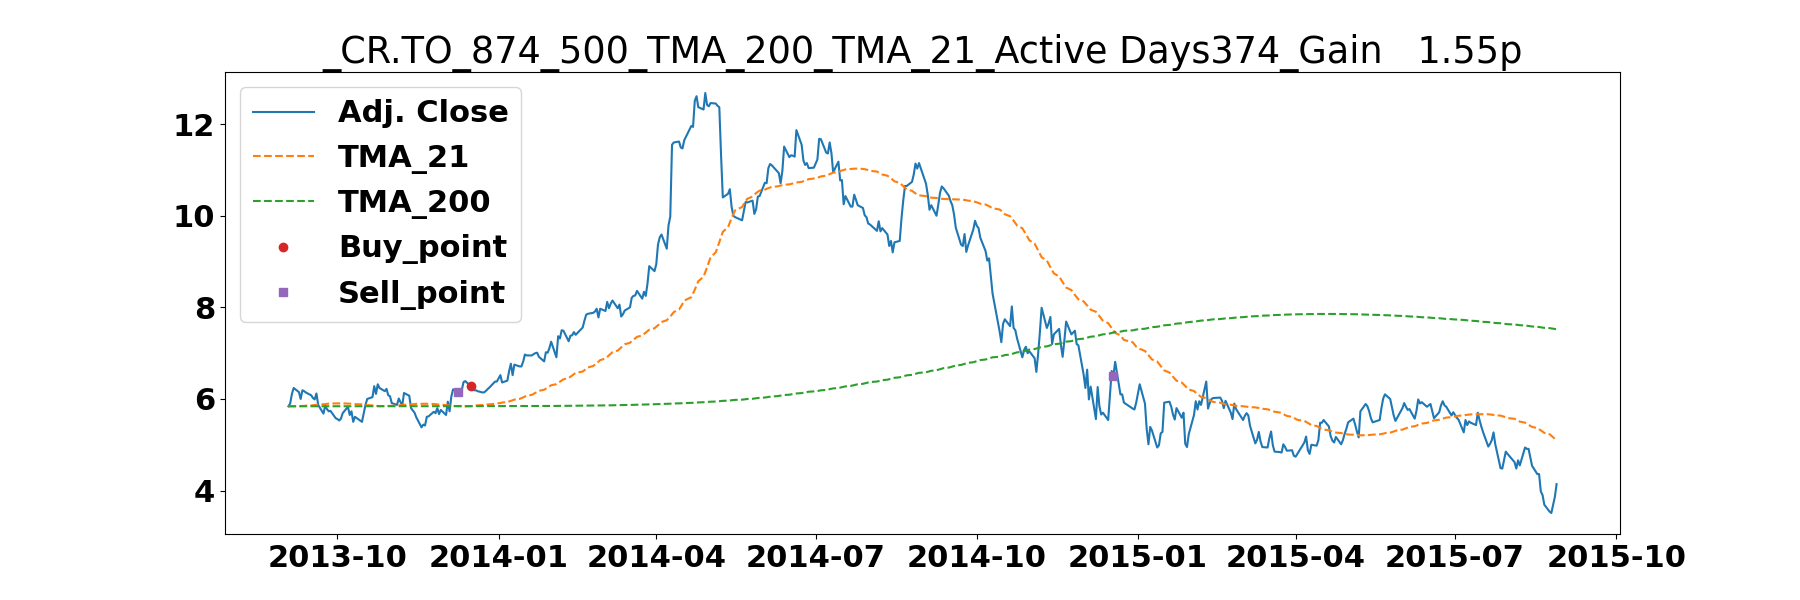 _CR.TO_874_500_TMA_200_TMA_21_Active Days374_Gain   1.55p
Adj. Close
TMA_21
TMA_200
Buy_point
Sell_point
12
10
8
6
4
2013-10 2014-01 2014-04 2014-07 2014-10 2015-01 2015-04 2015-07 2015-10